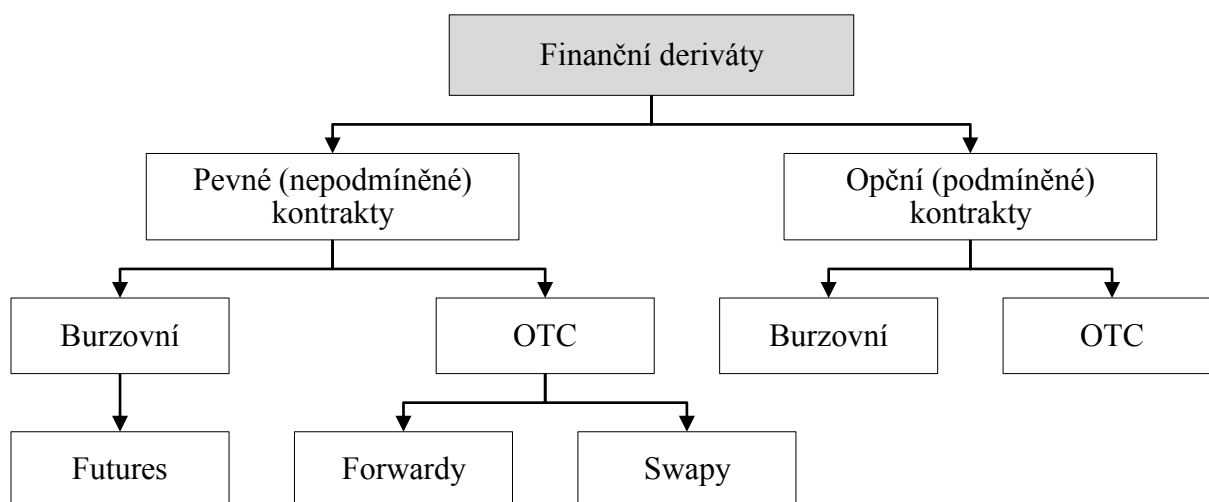 Finanční deriváty
Pevné (nepodmíněné)
kontrakty
Opční (podmíněné)
kontrakty
Burzovní
OTC
Burzovní
OTC
Futures
Forwardy
Swapy